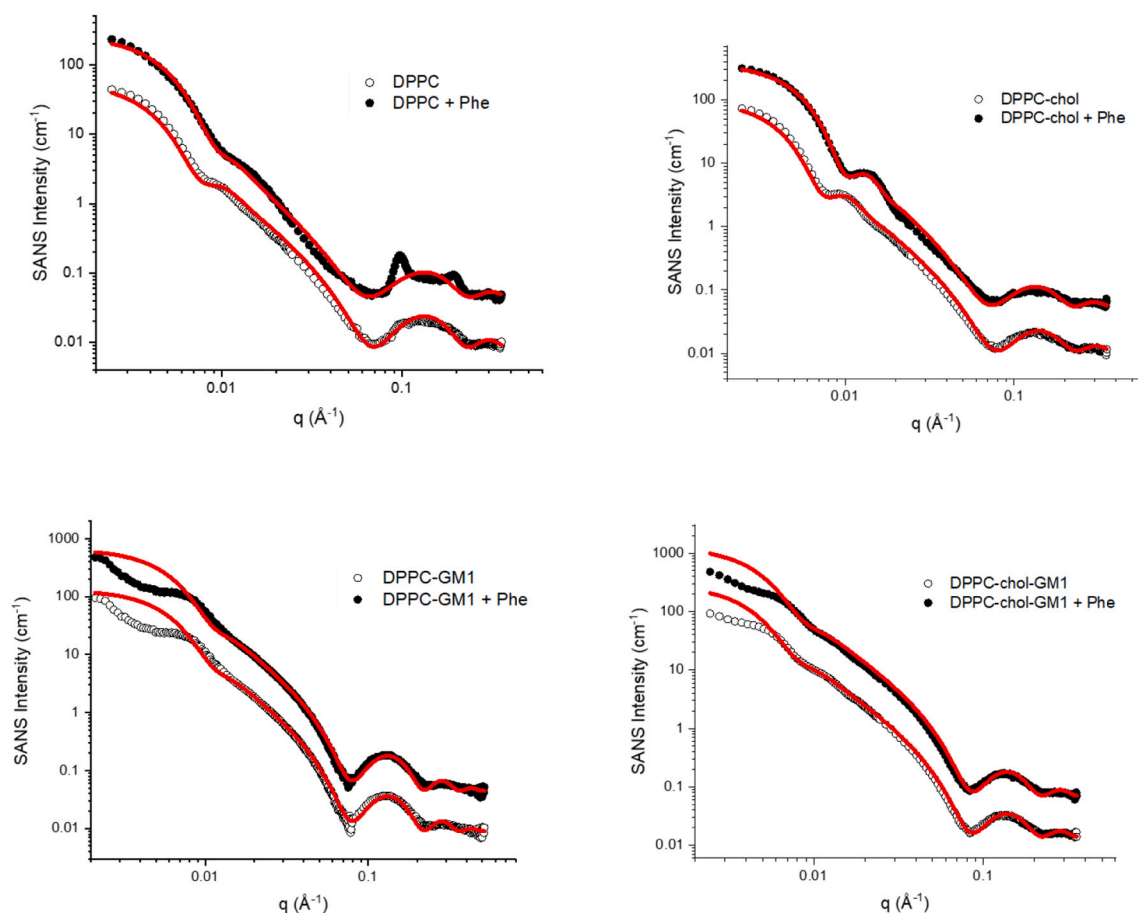 100
10
1
0.1
0.01
SANS Intensity (cm⁻¹)
DPPC
DPPC + Phe
0.01
0.1
q (Å⁻¹)
100
10
1
0.1
0.01
SANS Intensity (cm⁻¹)
DPPC-chol
DPPC-chol + Phe
0.01
0.1
q (Å⁻¹)
1000
100
10
1
0.1
0.01
SANS Intensity (cm⁻¹)
DPPC-GM1
DPPC-GM1 + Phe
0.01
0.1
q (Å⁻¹)
1000
100
10
1
0.1
0.01
SANS Intensity (cm⁻¹)
DPPC-chol-GM1
DPPC-chol-GM1 + Phe
0.01
0.1
q (Å⁻¹)